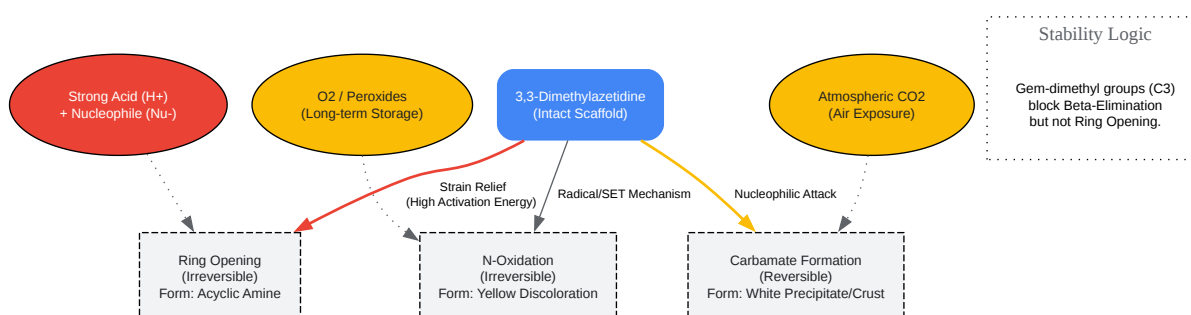 Stability Logic
Strong Acid (H+)
+ Nucleophile (Nu-)
O2 / Peroxides
(Long-term Storage)
3,3-Dimethylazetidine
(Intact Scaffold)
Atmospheric CO2
(Air Exposure)
Gem-dimethyl groups (C3)
block Beta-Elimination
but not Ring Opening.
Strain Relief
(High Activation Energy)
Radical/SET Mechanism
Nucleophilic Attack
Ring Opening
(Irreversible)
Form: Acyclic Amine
N-Oxidation
(Irreversible)
Form: Yellow Discoloration
Carbamate Formation
(Reversible)
Form: White Precipitate/Crust